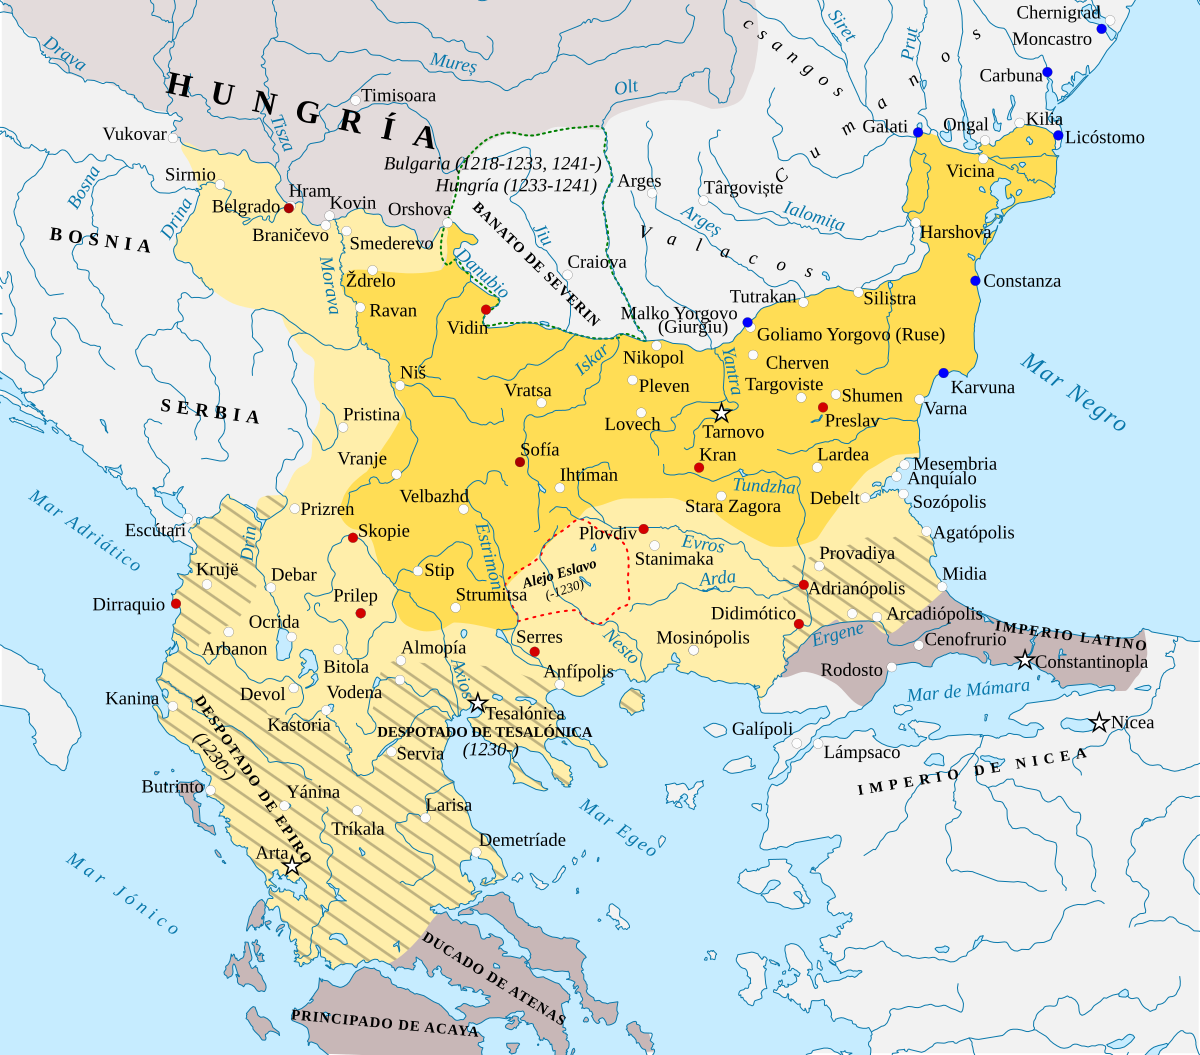 Chernigrad
Moncastro
Siret
Prut
csangos
Cumanos
Drava
Mureș
Carbuna
HUNGRÍA
Olt
Timisoara
Tisza
Vukovar
Galati
Ongal
Kilia
Licóstomo
Bulgaria (1218-1233, 1241-)
Hungría (1233-1241)
Vicina
Sirmio
Bosna
Hram
Arges
Târgoviște
Belgrado
Kovin
Orshova
Drina
Argeș
Ialomița
BOSNIA
Braničevo
Smederevo
BANATO DE SEVERIN
Jiu
Valacos
Harshova
Morava
Ždrelo
Danubio
Craiova
Constanza
Ravan
Tutrakan
Silistra
Vidin
Malko Yorgovo
(Giurgiu)
Goliamo Yorgovo (Ruse)
Iskar
Nikopol
Yantra
Cherven
Mar Negro
Niš
Vratsa
Pleven
Targoviste
Shumen
Karvuna
Varna
SERBIA
Pristina
Lovech
Tarnovo
Preslav
Vranje
Sofía
Kran
Lardea
Mesembria
Ihtiman
Tundzha
Anquíalo
Mar Adriático
Velbazhd
Stara Zagora
Debelt
Sozópolis
Prizren
Escútari
Drin
Skopie
Estrimón
Plovdiv
Evros
Agatópolis
Stanimaka
Provadiya
Krujë
Debar
Stip
Alejo Eslavo
(-1230)
Arda
Midia
Adrianópolis
Dirraquio
Prilep
Strumitsa
Didimótico
Arcadiópolis
Ocrida
IMPERIO LATINO
Arbanon
Serres
Nesto
Mosinópolis
Ergene
Cenofrurio
Almopía
Bitola
Axios
Anfípolis
Rodosto
Constantinopla
Devol
Vodena
Mar de Mámara
Kanina
Kastoria
Tesalónica
Nicea
DESPOTADO DE EPIRO
(1230-)
DESPOTADO DE TESALÓNICA
(1230-)
Galípoli
Servia
Lámpsaco
IMPERIO DE NICEA
Butrinto
Yánina
Larisa
Mar Egeo
Tríkala
Demetríade
Arta
Mar Jónico
DUCADO DE ATENAS
PRINCIPADO DE ACAYA